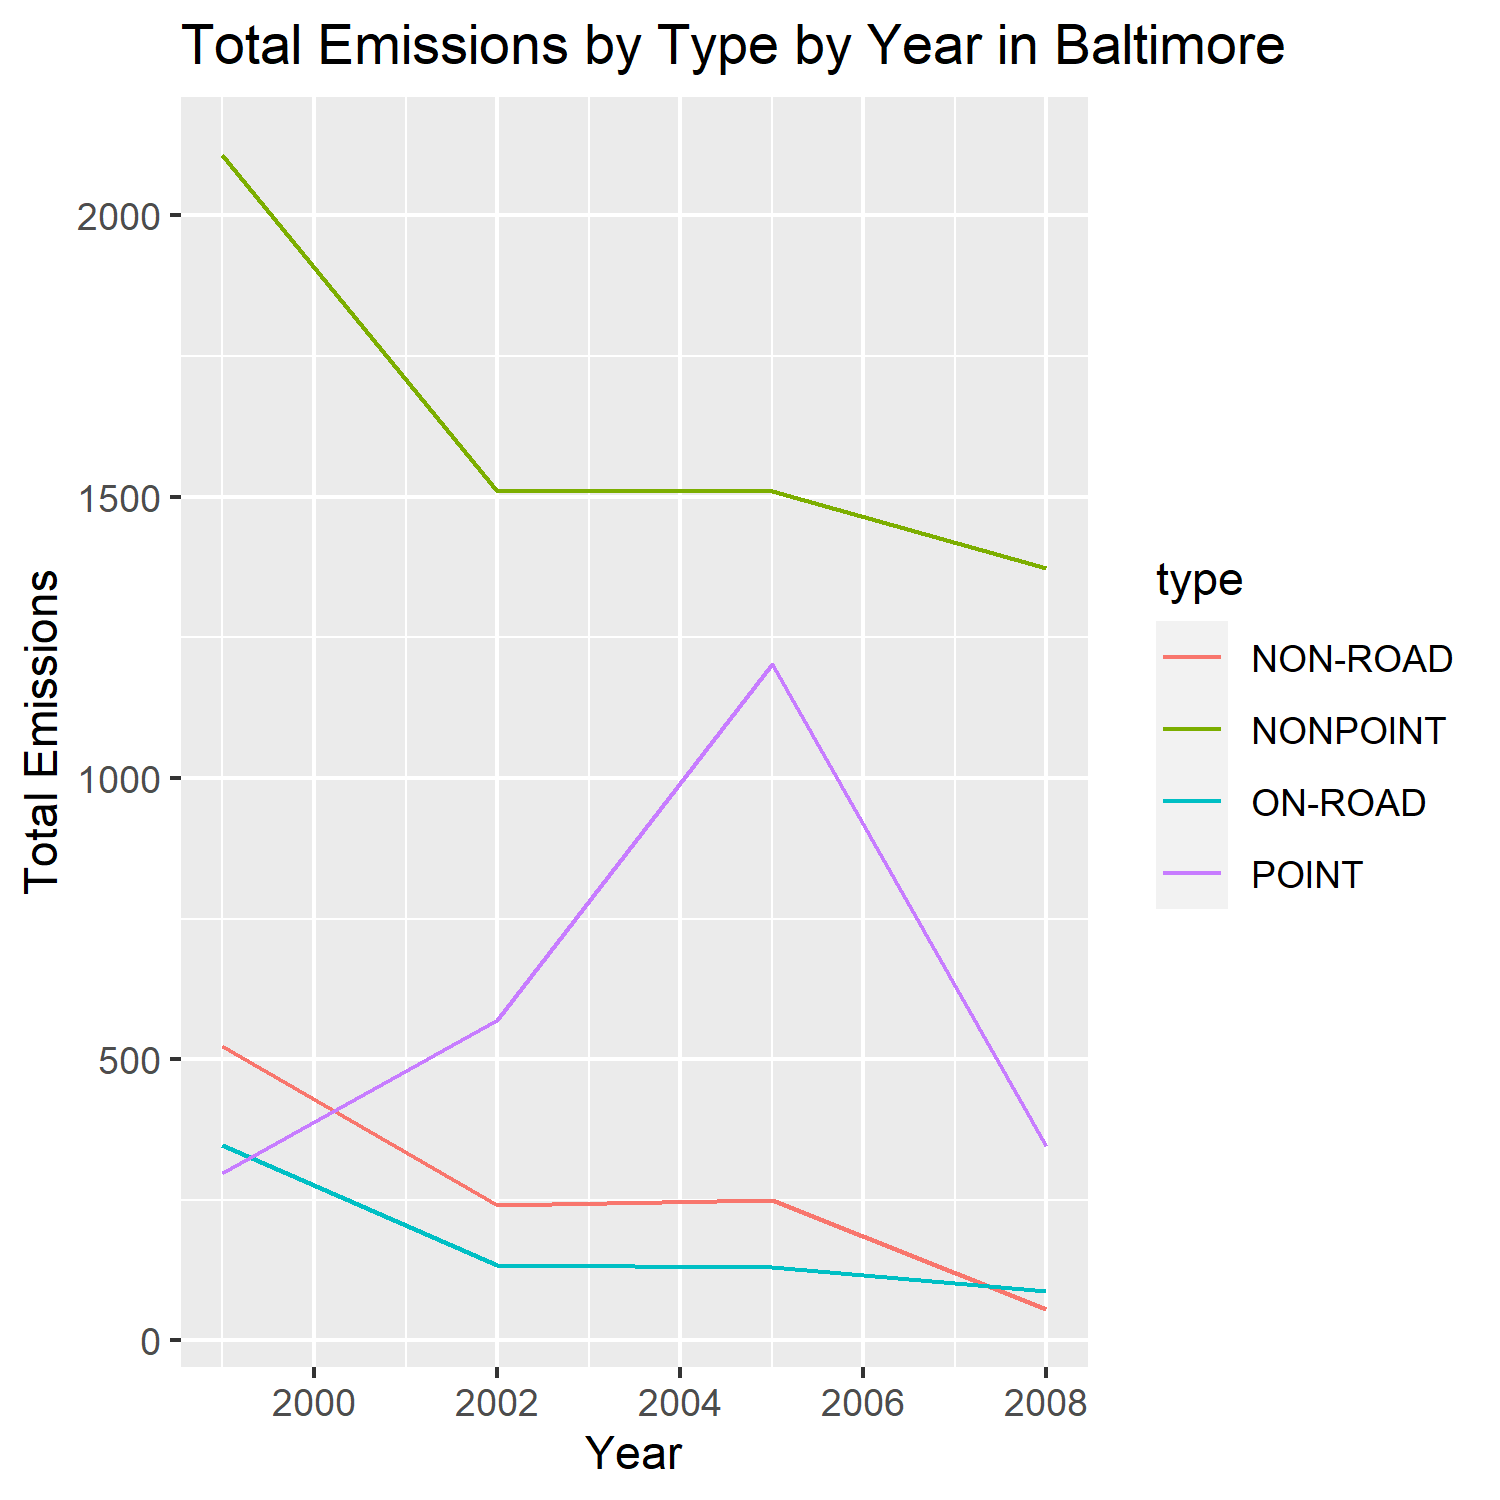 Total Emissions by Type by Year in Baltimore
2000
1500
1000
500
0
Total Emissions
2000 2002 2004 2006 2008
Year
type
NON-ROAD
NONPOINT
ON-ROAD
POINT